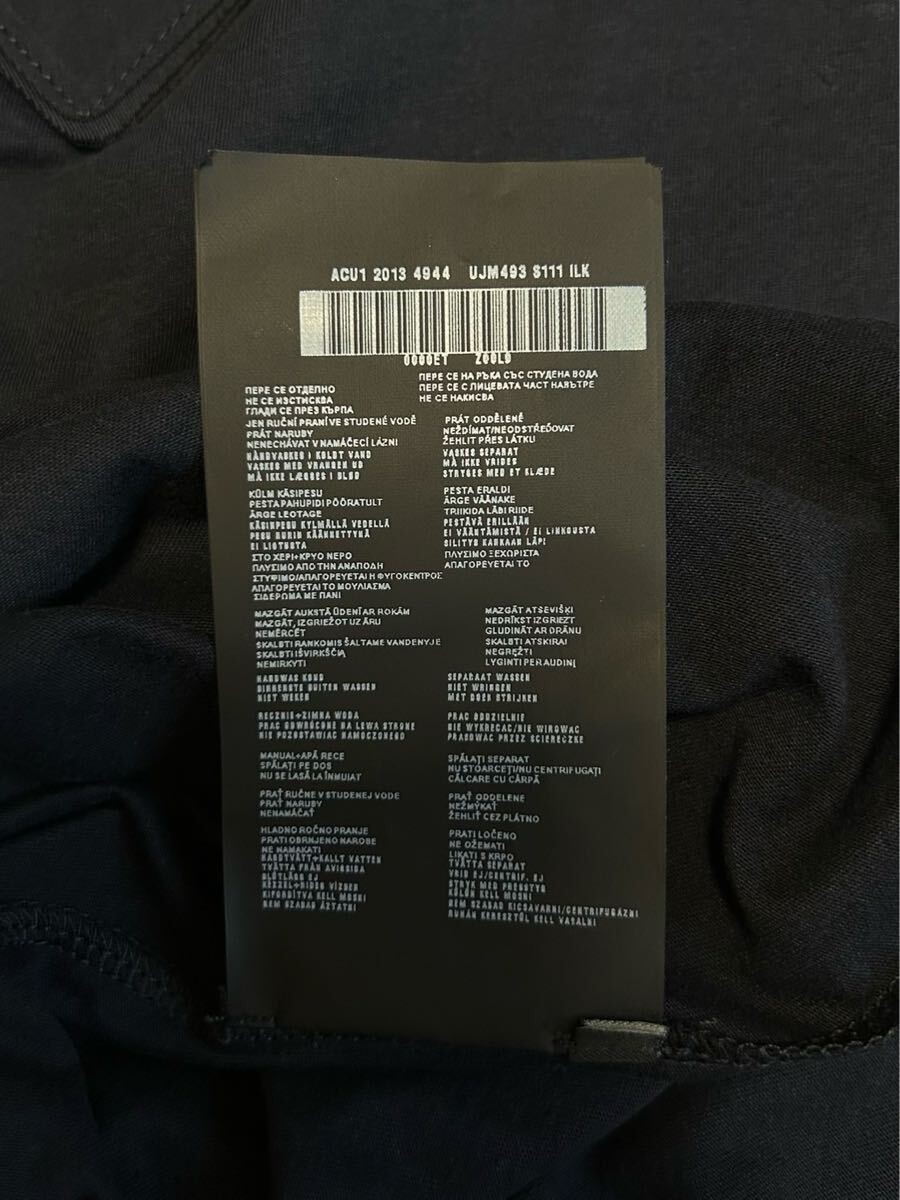 ACU1 2013 4944 UJM493 S111 ILK
0000ET Z00LD
ПЕРЕ СЕ ОТДЕЛНО
НЕ СЕ ИЗСТИСКВА
ГЛАДИ СЕ ПРЕЗ КЪРПА
ПЕРЕ СЕ НА РЪКА СЪС СТУДЕНА ВОДА
ПЕРЕ СЕ С ЛИЦЕВАТА ЧАСТ НАВЪТРЕ
НЕ СЕ НАКИСВА
JEN RUČNÍ PRANÍ VE STUDENÉ VODĚ
PRÁT NARUBY
NENECHÁVAT V NAMÁČECÍ LÁZNI
PRÁT ODDĚLENĚ
NEŽDÍMAT/NEODSTŘEĎOVAT
ŽEHLIT PŘES LÁTKU
HÅNDVASKES I KOLDT VAND
VASKES MED VRANGEN UD
MÅ IKKE LÆGGES I BLØD
VASKES SEPARAT
MÅ IKKE VRIDES
STRYGES MED ET KLÆDE
KÜLM KÄSIPESU
PESTA PAHUPIDI PÖÖRATULT
ÄRGE LEOTAGE
PESTA ERALDI
ÄRGE VÄÄNAKE
TRIIKIDA LÄBI RIIDE
KÄSINPESU KYLMÄLLÄ VEDELLÄ
PESU NURIN KÄÄNNETTYNÄ
EI LIOTUSTA
PESTÄVÄ ERILLÄÄN
EI VÄÄNTÄMISTÄ / EI LINKOUSTA
SILITYS KANKAAN LÄPI
ΣΤΟ ΧΕΡΙ+ΚΡΥΟ ΝΕΡΟ
ΠΛΥΣΙΜΟ ΑΠΟ ΤΗΝ ΑΝΑΠΟΔΗ
ΣΤΥΨΙΜΟ/ΑΠΑΓΟΡΕΥΕΤΑΙ Η ΦΥΓΟΚΕΝΤΡΟΣ
ΑΠΑΓΟΡΕΥΕΤΑΙ ΤΟ ΜΟΥΛΙΑΣΜΑ
ΣΙΔΕΡΩΜΑ ΜΕ ΠΑΝΙ
ΠΛΥΣΙΜΟ ΞΕΧΩΡΙΣΤΑ
ΑΠΑΓΟΡΕΥΕΤΑΙ ΤΟ
MAZGĀT AUKSTĀ ŪDENĪ AR ROKĀM
MAZGĀT, IZGRIEŽOT UZ ĀRU
NEMĒRCĒT
MAZGĀT ATSEVIŠĶI
NEDRĪKST IZGRIEZT
GLUDINĀT AR DRĀNU
SKALBTI RANKOMIS ŠALTAME VANDENYJE
SKALBTI IŠVIRKŠČIĄ
NEMIRKYTI
SKALBTI ATSKIRAI
NEGRĘŽTI
LYGINTI PER AUDINĮ
HANDWAS KOUD
BINNENSTE BUITEN WASSEN
NIET WEKEN
SEPARAAT WASSEN
NIET WRINGEN
MET DOEK STRIJKEN
RECZNIE+ZIMNA WODA
PRAC ODWRÓCONE NA LEWA STRONE
NIE POZOSTAWIAC NAMOCZONEGO
PRAC ODDZIELNIE
NIE WYKRECAC/NIE WIROWAC
PRASOWAC PRZEZ SCIERECZKE
MANUAL+APĂ RECE
SPĂLAȚI PE DOS
NU SE LASĂ LA ÎNMUIAT
SPĂLAȚI SEPARAT
NU STOARCEȚI/NU CENTRIFUGAȚI
CĂLCARE CU CÂRPĂ
PRAŤ RUČNE V STUDENEJ VODE
PRAŤ NARUBY
NENAMÁČAŤ
PRAŤ ODDELENE
NEŽMÝKAŤ
ŽEHLIŤ CEZ PLÁTNO
HLADNO ROČNO PRANJE
PRATI OBRNJENO NAROBE
NE NAMAKATI
PRATI LOČENO
NE OŽEMATI
LIKATI S KRPO
HANDTVÄTT+KALLT VATTEN
TVÄTTA FRÅN AVIGSIDA
BLÖTLÄGG EJ
TVÄTTA SEPARAT
VRID EJ/CENTRIF. EJ
STRYK MED PRESSTYG
KÉZZEL+HIDEG VÍZBEN
KIFORDÍTVA KELL MOSNI
NEM SZABAD ÁZTATNI
KÜLÖN KELL MOSNI
NEM SZABAD KICSAVARNI/CENTRIFUGÁZNI
RUHÁN KERESZTÜL KELL VASALNI